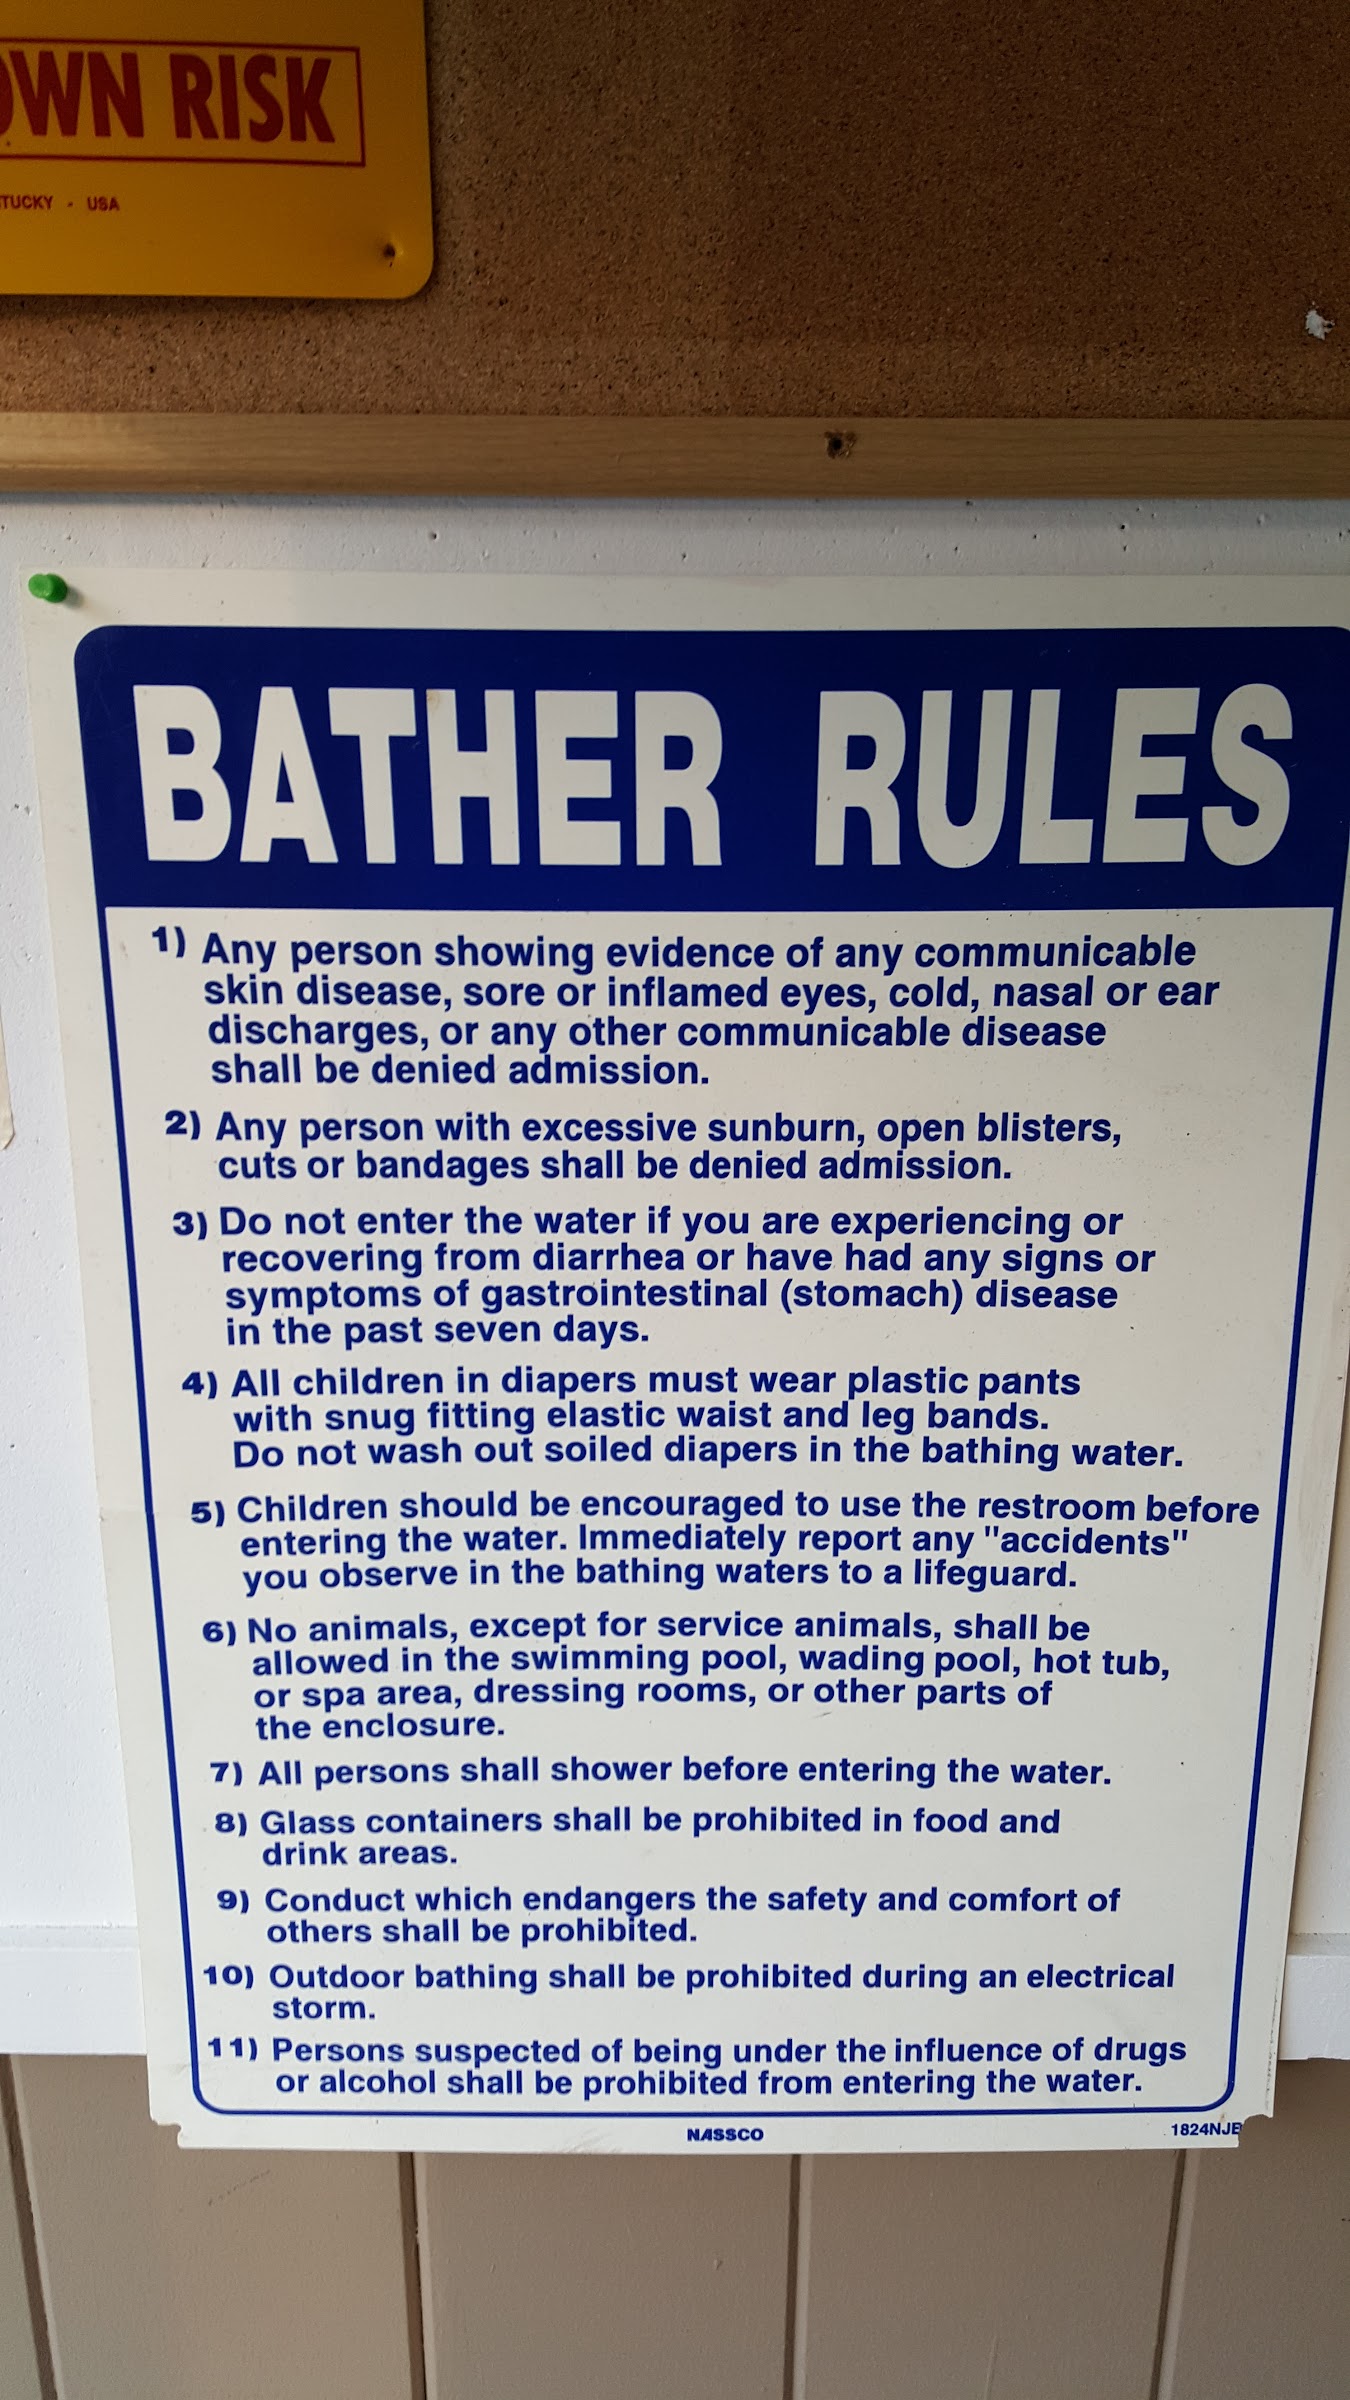 OWN RISK
TUCKY - USA
BATHER RULES
1) Any person showing evidence of any communicable
skin disease, sore or inflamed eyes, cold, nasal or ear
discharges, or any other communicable disease
shall be denied admission.
2) Any person with excessive sunburn, open blisters,
cuts or bandages shall be denied admission.
3) Do not enter the water if you are experiencing or
recovering from diarrhea or have had any signs or
symptoms of gastrointestinal (stomach) disease
in the past seven days.
4) All children in diapers must wear plastic pants
with snug fitting elastic waist and leg bands.
Do not wash out soiled diapers in the bathing water.
5) Children should be encouraged to use the restroom before
entering the water. Immediately report any "accidents"
you observe in the bathing waters to a lifeguard.
6) No animals, except for service animals, shall be
allowed in the swimming pool, wading pool, hot tub,
or spa area, dressing rooms, or other parts of
the enclosure.
7) All persons shall shower before entering the water.
8) Glass containers shall be prohibited in food and
drink areas.
9) Conduct which endangers the safety and comfort of
others shall be prohibited.
10) Outdoor bathing shall be prohibited during an electrical
storm.
11) Persons suspected of being under the influence of drugs
or alcohol shall be prohibited from entering the water.
NASSCO
1824NJE